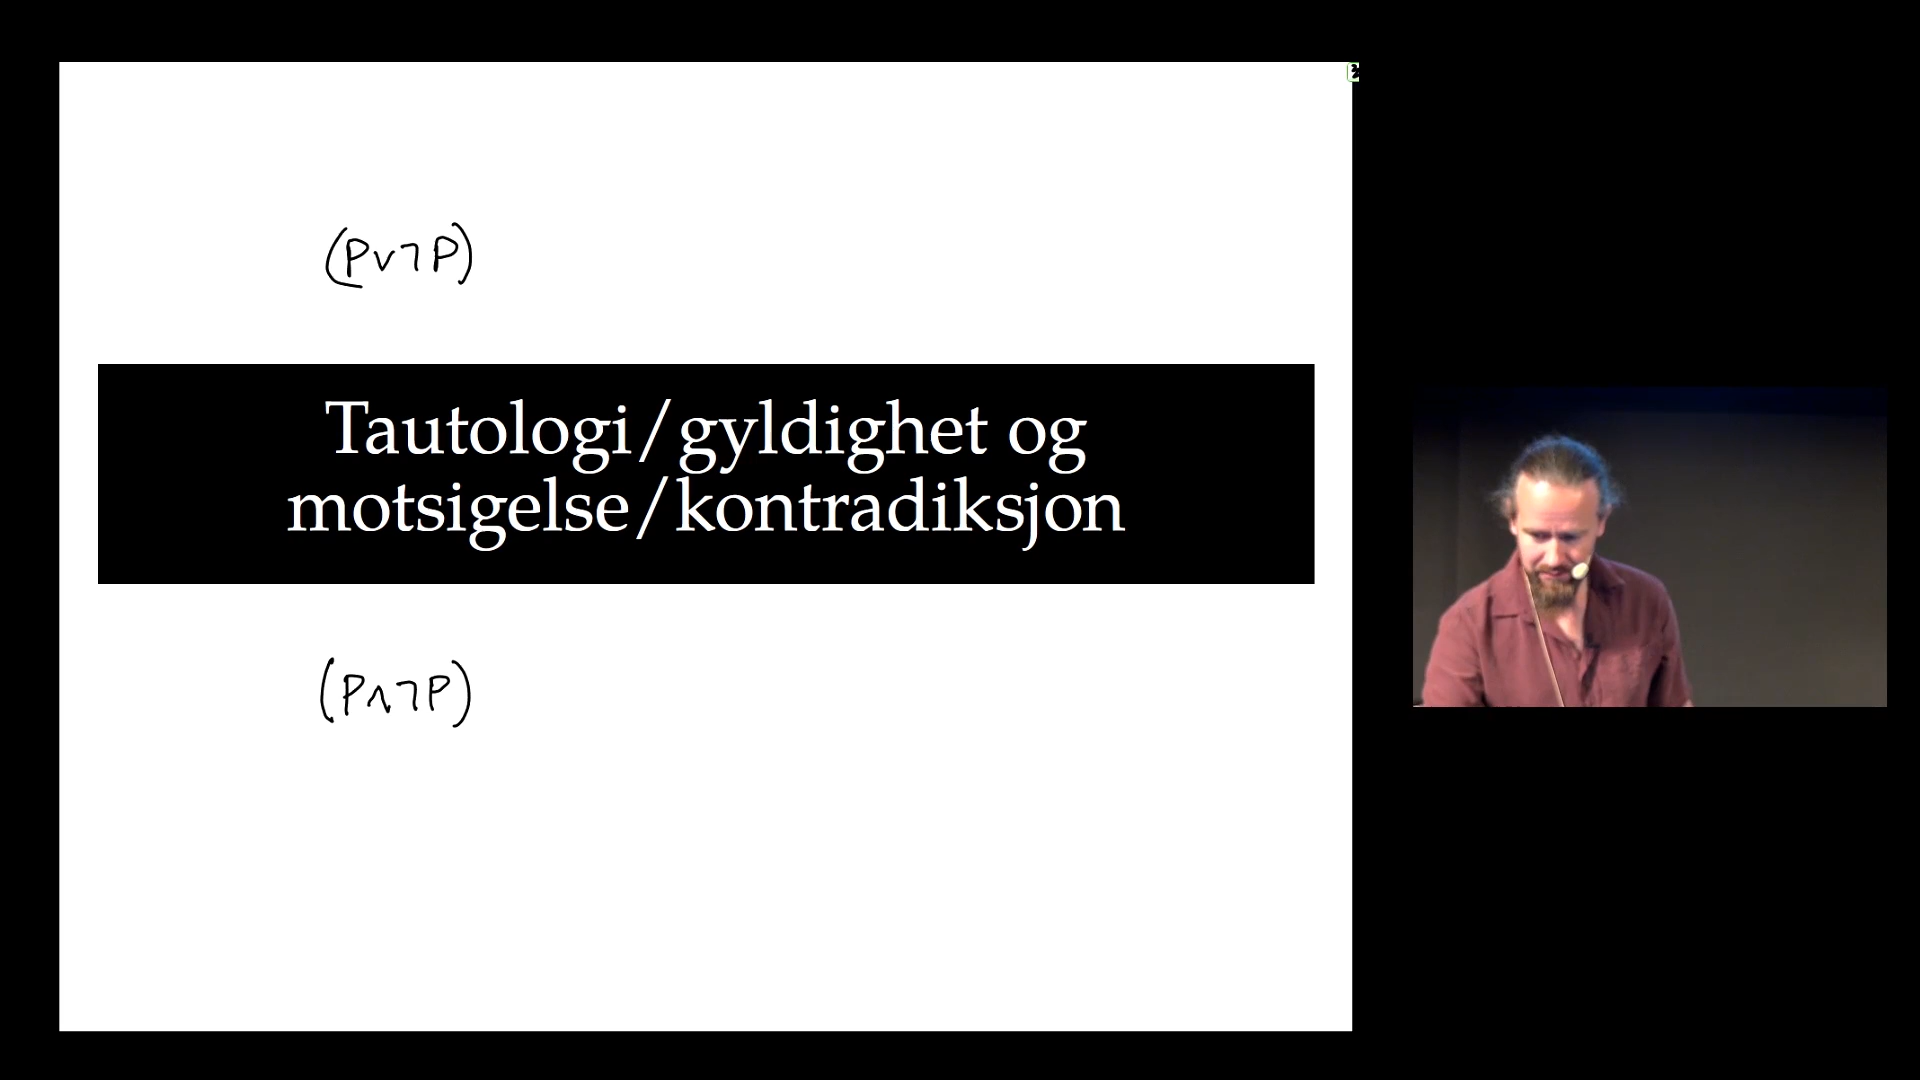 (P∨¬P)
Tautologi/gyldighet og
motsigelse/kontradiksjon
(P∧¬P)